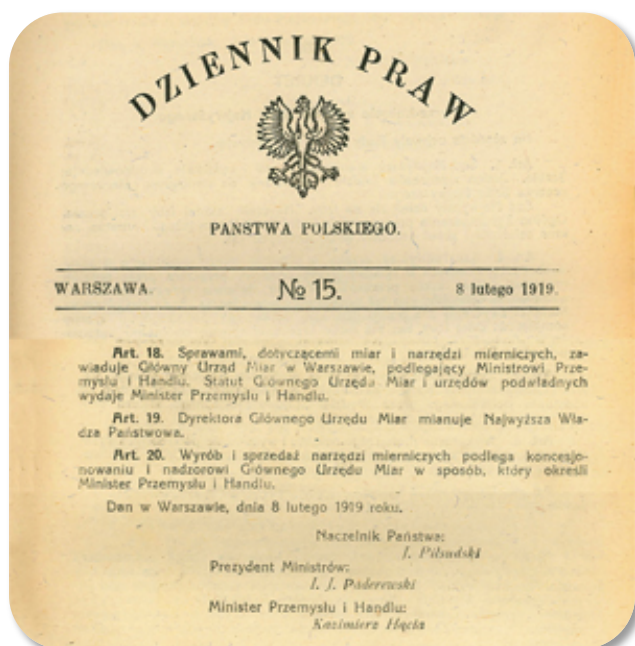 DZIENNIK PRAW
PAŃSTWA POLSKIEGO.
WARSZAWA. № 15. 8 lutego 1919.
Art. 18. Sprawami, dotyczącemi miar i narzędzi mierniczych, za-
wiaduje Główny Urząd Miar w Warszawie, podlegający Ministrowi Prze-
mysłu i Handlu. Statut Głównego Urzędu Miar i urzędów podwładnych
wydaje Minister Przemysłu i Handlu.
Art. 19. Dyrektora Głównego Urzędu Miar mianuje Najwyższa Wła-
dza Państwowa.
Art. 20. Wyrób i sprzedaż narzędzi mierniczych podlega koncesjo-
nowaniu i nadzorowi Głównego Urzędu Miar w sposób, który określi
Minister Przemysłu i Handlu.
Dan w Warszawie, dnia 8 lutego 1919 roku.
Naczelnik Państwa:
J. Piłsudski
Prezydent Ministrów:
I. J. Paderewski
Minister Przemysłu i Handlu:
Kazimierz Hącia